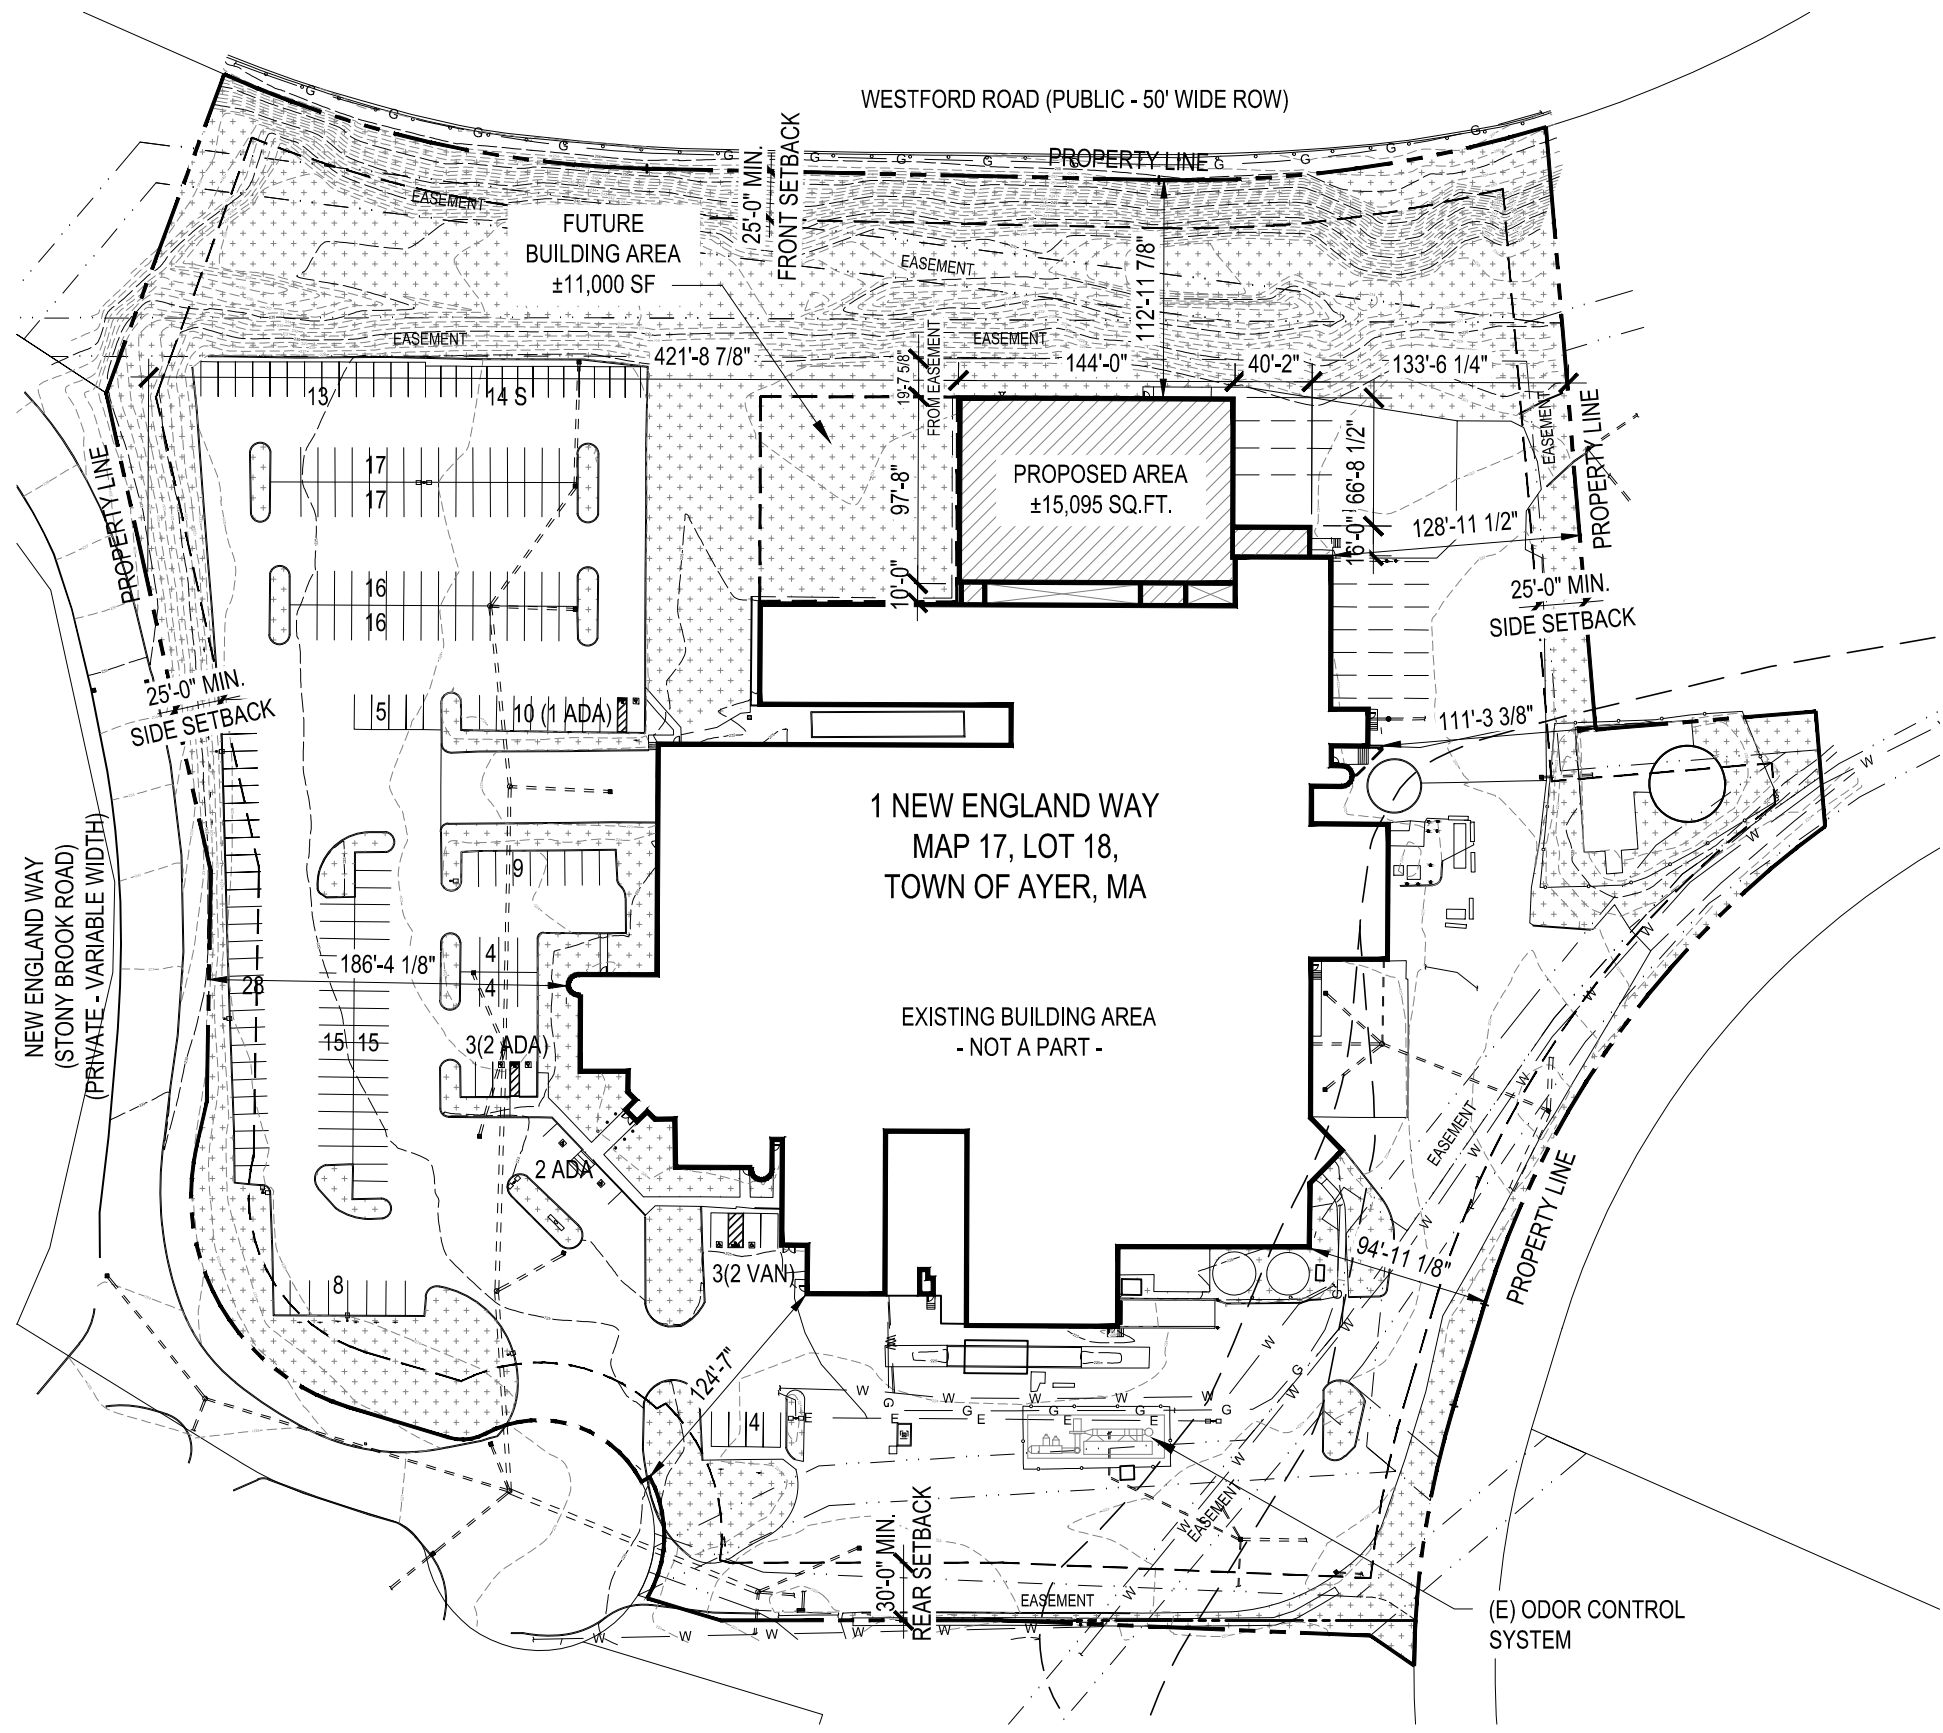 WESTFORD ROAD (PUBLIC - 50' WIDE ROW)
PROPERTY LINE
25'-0" MIN.
FRONT SETBACK
EASEMENT
FUTURE
BUILDING AREA
±11,000 SF
EASEMENT
112'-11 7/8"
EASEMENT
EASEMENT
FROM EASEMENT
19'-7 5/8"
421'-8 7/8"
144'-0"
40'-2"
133'-6 1/4"
13
14 S
EASEMENT
PROPERTY LINE
PROPERTY LINE
17
17
97'-8"
PROPOSED AREA
±15,095 SQ.FT.
66'-8 1/2"
128'-11 1/2"
16'-0"
10'-0"
16
16
25'-0" MIN.
SIDE SETBACK
25'-0" MIN.
SIDE SETBACK
5
10 (1 ADA)
111'-3 3/8"
1 NEW ENGLAND WAY
MAP 17, LOT 18,
TOWN OF AYER, MA
9
NEW ENGLAND WAY
(STONY BROOK ROAD)
(PRIVATE - VARIABLE WIDTH)
186'-4 1/8"
4
4
28
15 15
3(2 ADA)
EXISTING BUILDING AREA
- NOT A PART -
EASEMENT
2 ADA
PROPERTY LINE
8
3(2 VAN)
94'-11 1/8"
124'-7"
4
W W W W W
G G G G
E E E E
EASEMENT
30'-0" MIN.
REAR SETBACK
EASEMENT
(E) ODOR CONTROL
SYSTEM
W W W W W W